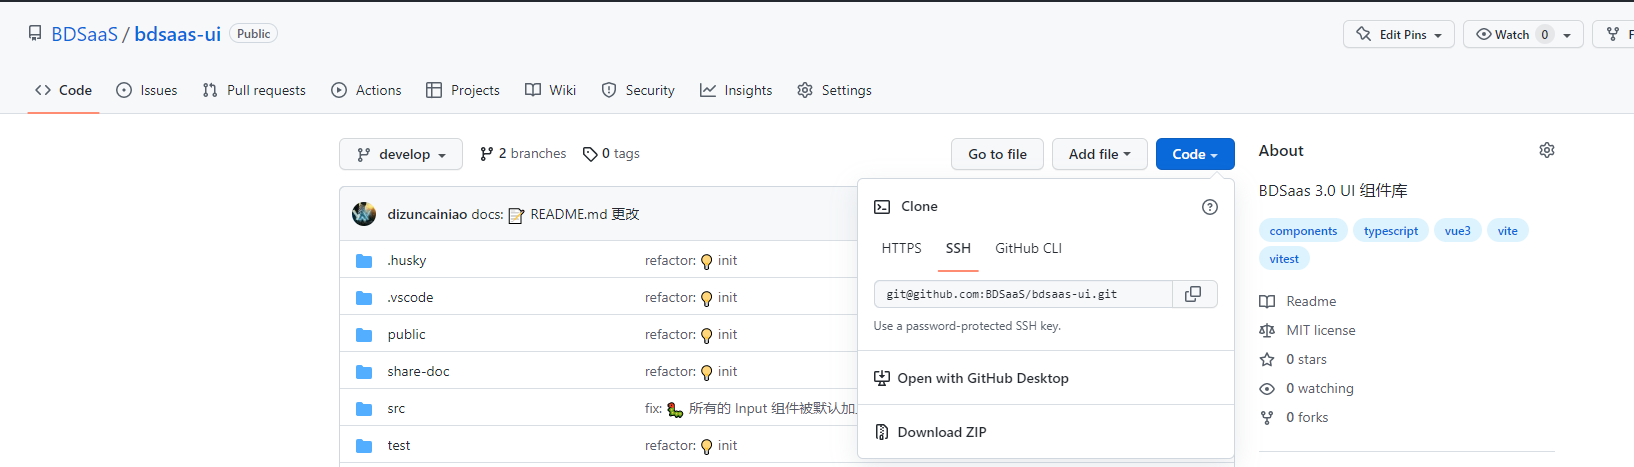 BDSaaS / bdsaas-ui Public
Edit Pins Watch 0 F
Code Issues Pull requests Actions Projects Wiki Security Insights Settings
develop 2 branches 0 tags Go to file Add file Code
dizuncainiao docs: 📝 README.md 更改
.husky refactor: 💡 init
.vscode refactor: 💡 init
public refactor: 💡 init
share-doc refactor: 💡 init
src fix: 🐛 所有的 Input 组件被默认加
test refactor: 💡 init
Clone
HTTPS SSH GitHub CLI
git@github.com:BDSaaS/bdsaas-ui.git
Use a password-protected SSH key.
Open with GitHub Desktop
Download ZIP
About
BDSaas 3.0 UI 组件库
components typescript vue3 vite
vitest
Readme
MIT license
0 stars
0 watching
0 forks